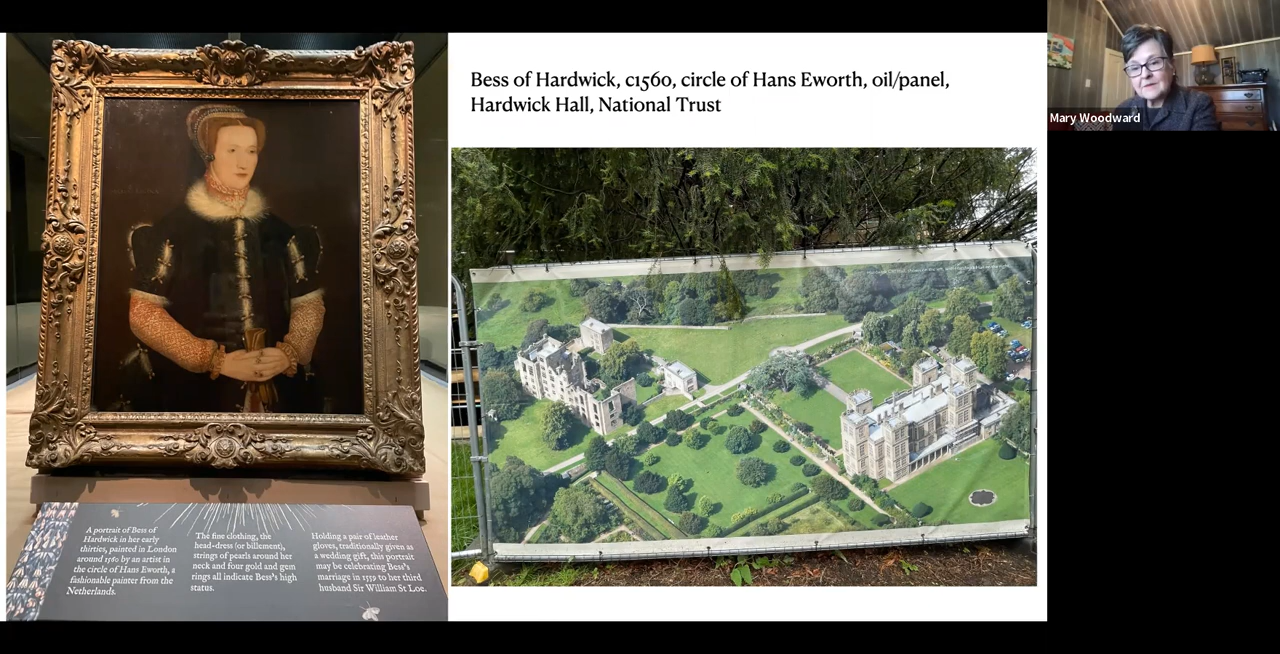 Bess of Hardwick, c1560, circle of Hans Eworth, oil/panel,
Hardwick Hall, National Trust
Mary Woodward
A portrait of Bess of
Hardwick in her early
thirties, painted in London
around 1560 by an artist in
the circle of Hans Eworth, a
fashionable painter from the
Netherlands.
The fine clothing, the
head-dress (or billement),
strings of pearls around her
neck and four gold and gem
rings all indicate Bess's high
status.
Holding a pair of leather
gloves, traditionally given as
a wedding gift, this portrait
may be celebrating Bess's
marriage in 1559 to her third
husband Sir William St Loe.